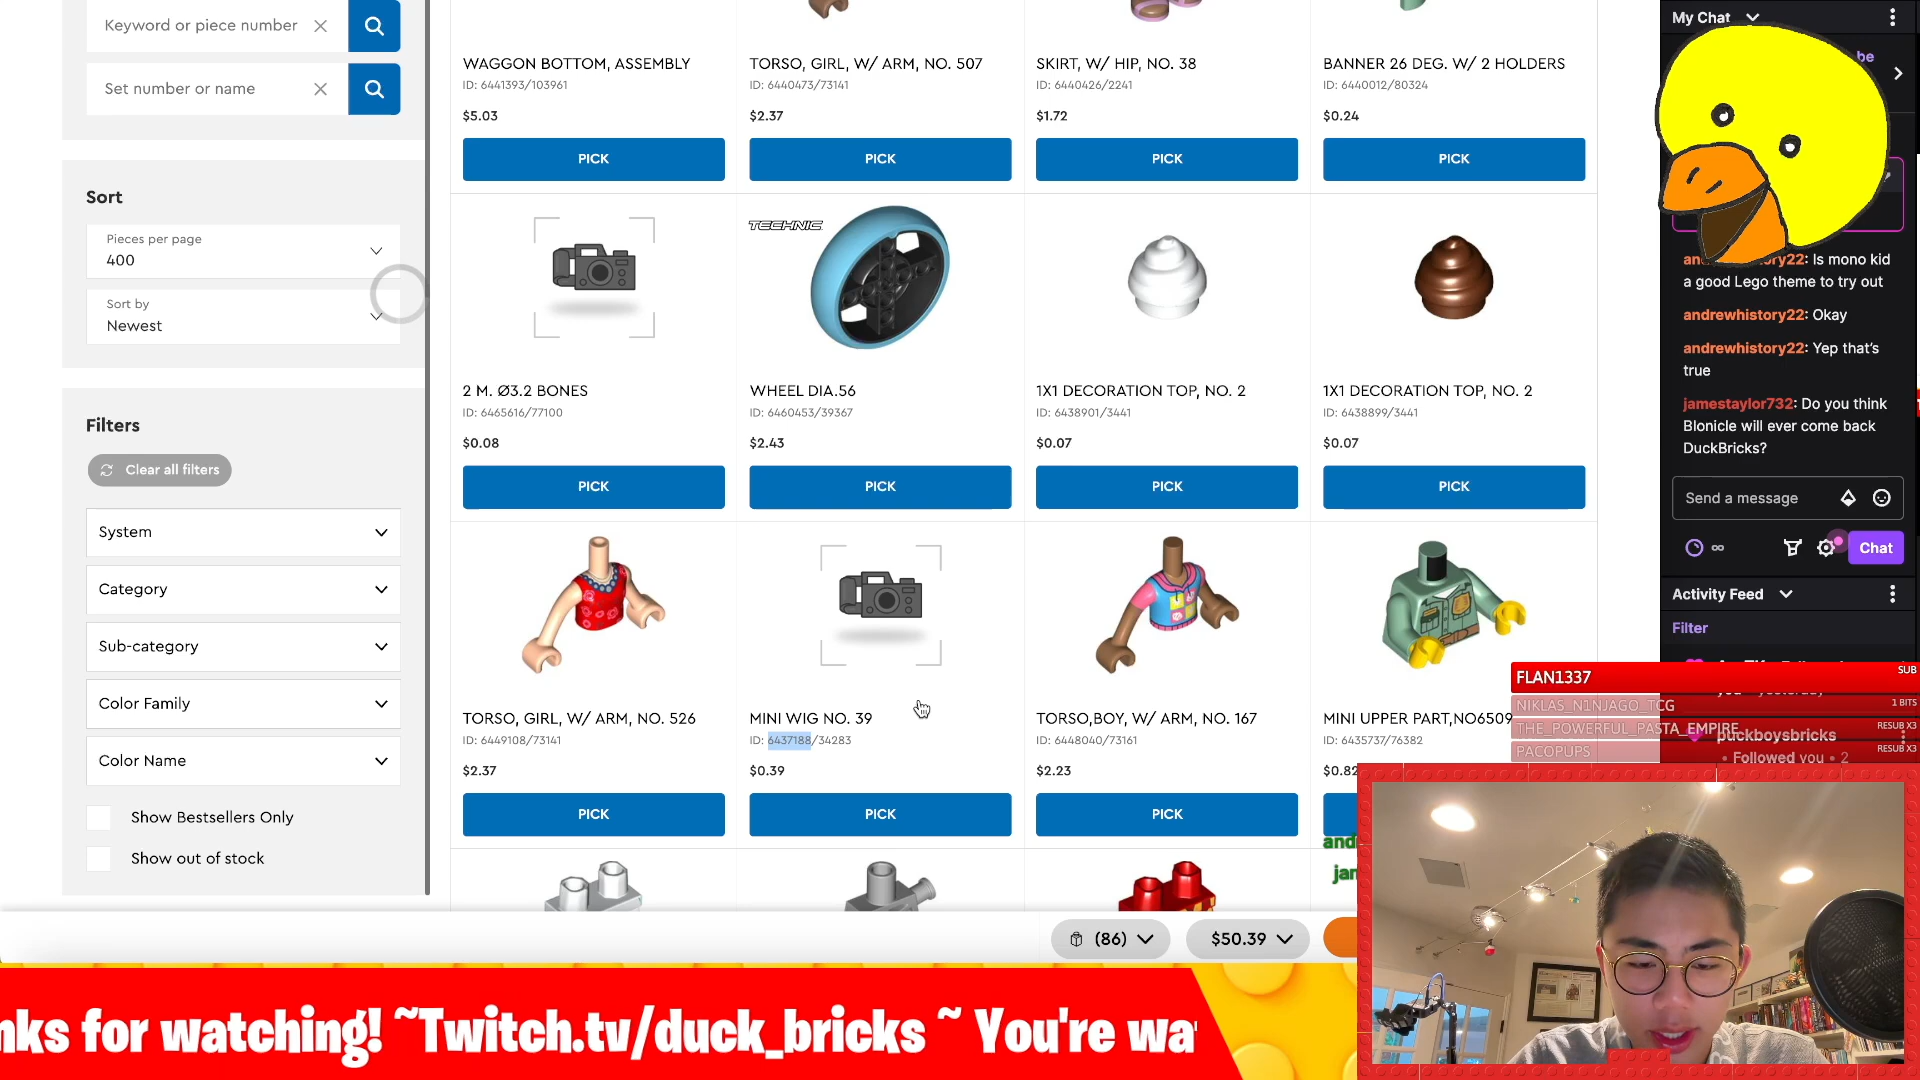 Keyword or piece number
Set number or name
Sort
Pieces per page
400
Sort by
Newest
Filters
Clear all filters
System
Category
Sub-category
Color Family
Color Name
Show Bestsellers Only
Show out of stock
WAGGON BOTTOM, ASSEMBLY
ID: 6441393/103961
$5.03
PICK
TORSO, GIRL, W/ ARM, NO. 507
ID: 6440473/73141
$2.37
PICK
SKIRT, W/ HIP, NO. 38
ID: 6440426/2241
$1.72
PICK
BANNER 26 DEG. W/ 2 HOLDERS
ID: 6440012/80324
$0.24
PICK
2 M. Ø3.2 BONES
ID: 6465616/77100
$0.08
PICK
TECHNIC
WHEEL DIA.56
ID: 6460453/39367
$2.43
PICK
1X1 DECORATION TOP, NO. 2
ID: 6438901/3441
$0.07
PICK
1X1 DECORATION TOP, NO. 2
ID: 6438899/3441
$0.07
PICK
TORSO, GIRL, W/ ARM, NO. 526
ID: 6449108/73141
$2.37
PICK
MINI WIG NO. 39
ID: 6437188/34283
$0.39
PICK
TORSO,BOY, W/ ARM, NO. 167
ID: 6448040/73161
$2.23
PICK
MINI UPPER PART,NO6509
ID: 6435737/76382
$0.82
(86)
$50.39
My Chat
be
andrewhistory22: Is mono kid
a good Lego theme to try out
andrewhistory22: Okay
andrewhistory22: Yep that's
true
jamestaylor732: Do you think
BIonicle will ever come back
DuckBricks?
Send a message
∞
Chat
Activity Feed
Filter
FLAN1337
SUB
NIKLAS_N1NJAGO_TCG
1 BITS
THE_POWERFUL_PASTA_EMPIRE
RESUB X3
PACOPUPS
RESUB X3
puckboysbricks
• Followed you • 2
and
jam
nks for watching! ~Twitch.tv/duck_bricks ~ You're wa